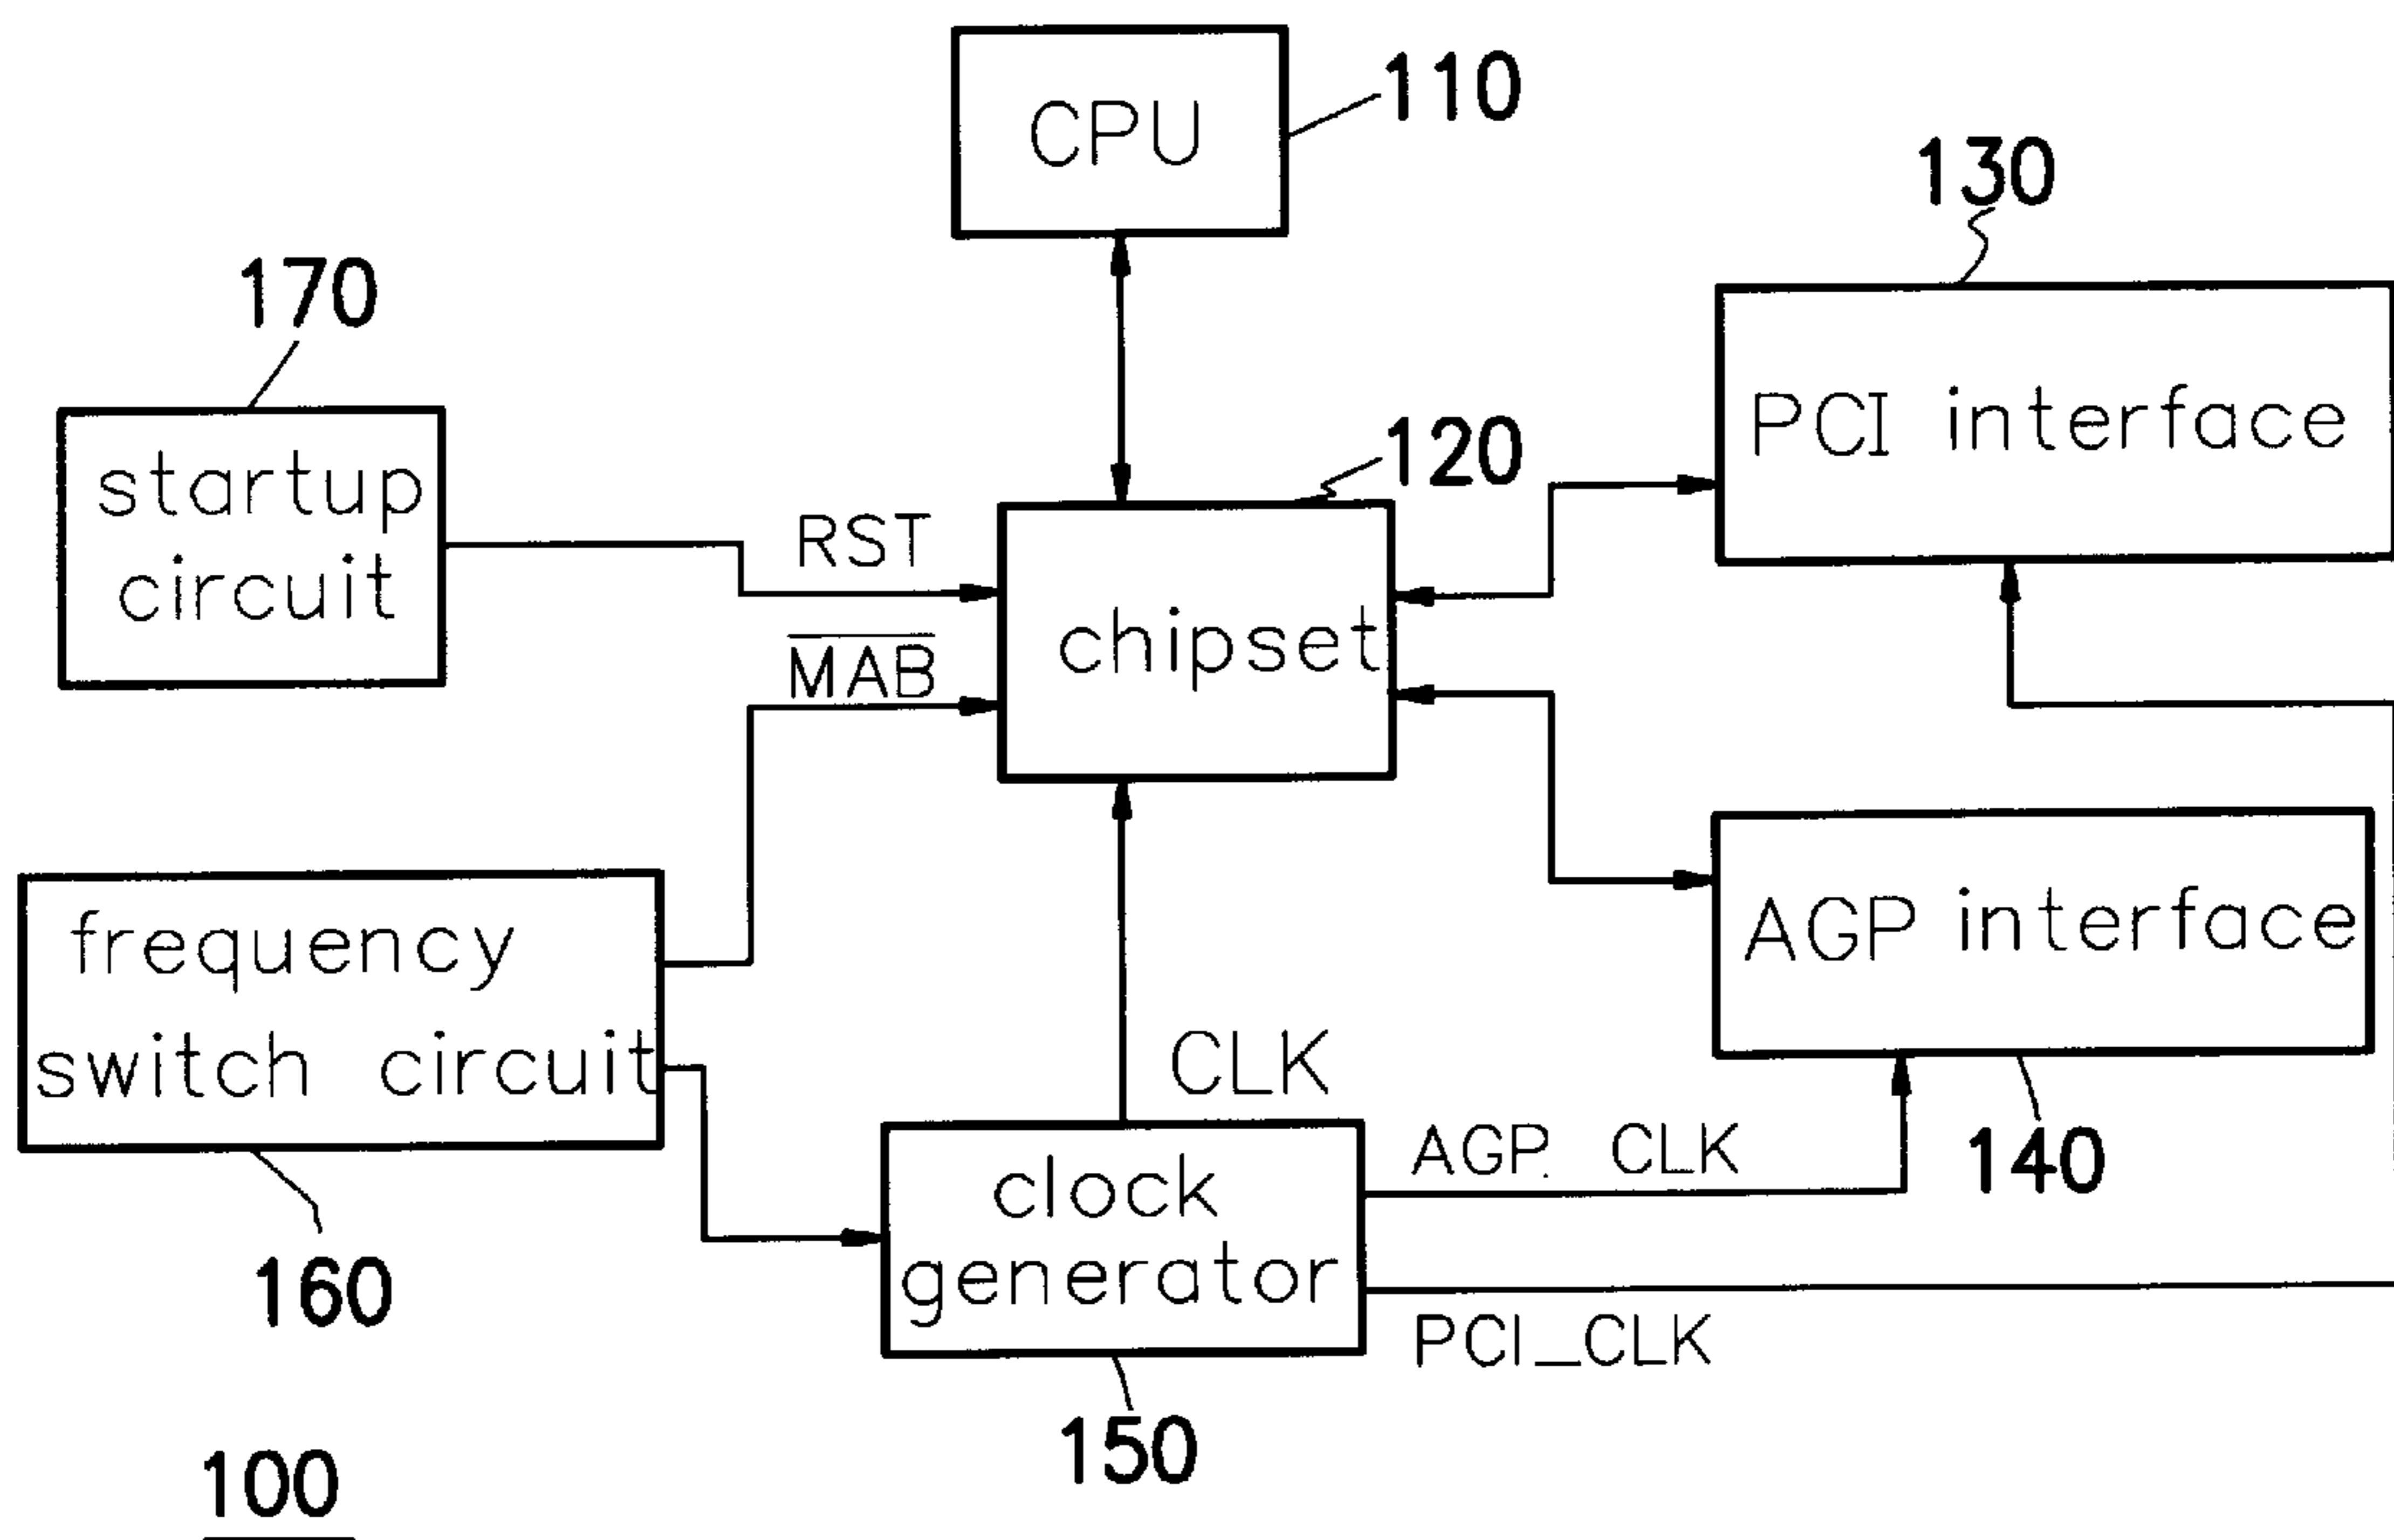 CPU
110
130
170
PCI interface
startup
circuit
120
RST
chipset
M̅A̅B̅
frequency
switch circuit
AGP interface
CLK
AGP CLK
140
clock
generator
160
PCI_CLK
150
100